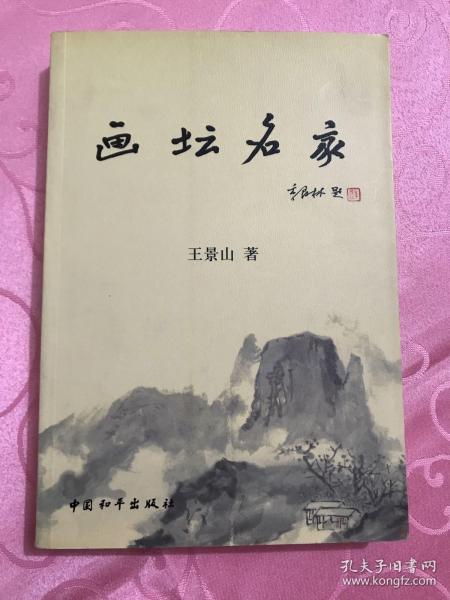 画坛名家
题
王景山 著
中国和平出版社
孔夫子旧书网
www.kongfz.com